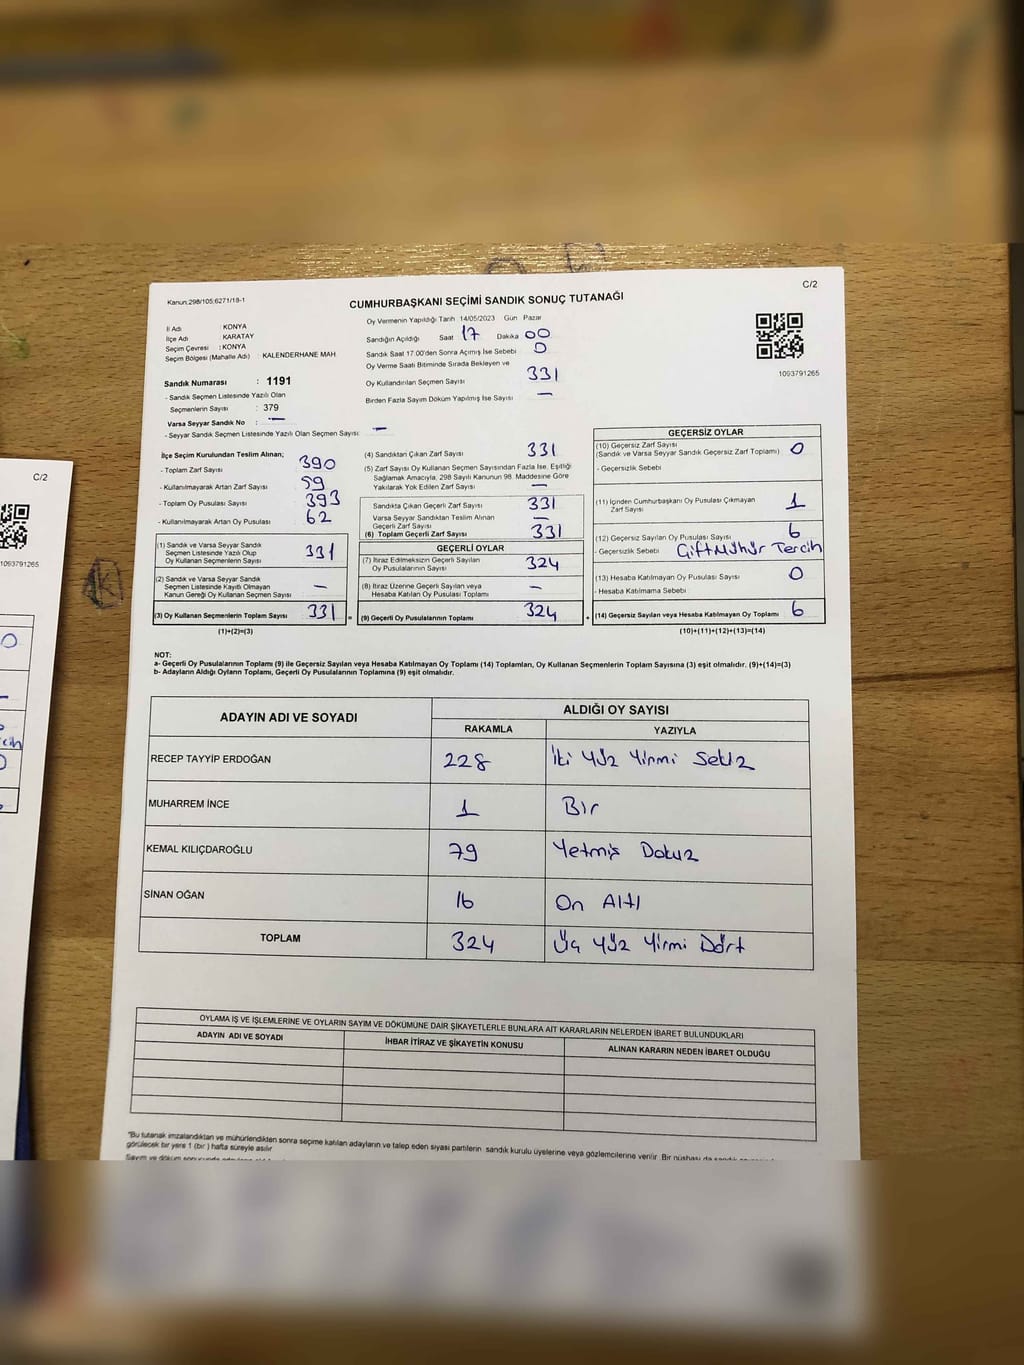 C/2
Kanun,298/105;6271/18-1
CUMHURBAŞKANI SEÇİMİ SANDIK SONUÇ TUTANAĞI
İl Adı : KONYA
İlçe Adı : KARATAY
Seçim Çevresi : KONYA
Seçim Bölgesi (Mahalle Adı) : KALENDERHANE MAH
Sandık Numarası : 1191
- Sandık Seçmen Listesinde Yazılı Olan
Seçmenlerin Sayısı : 379
Varsa Seyyar Sandık No : —
- Seyyar Sandık Seçmen Listesinde Yazılı Olan Seçmen Sayısı: —
Oy Vermenin Yapıldığı Tarih :14/05/2023 Gün Pazar
Sandığın Açıldığı Saat 17 Dakika 00
Sandık Saat 17:00'den Sonra Açımış İse Sebebi 0
Oy Verme Saati Bitiminde Sırada Bekleyen ve
Oy Kullandırılan Seçmen Sayısı 331
Birden Fazla Sayım Döküm Yapılmış İse Sayısı —
1093791265
İlçe Seçim Kurulundan Teslim Alınan;
- Toplam Zarf Sayısı 390
- Kullanılmayarak Artan Zarf Sayısı 59
- Toplam Oy Pusulası Sayısı 393
- Kullanılmayarak Artan Oy Pusulası 62
(1) Sandık ve Varsa Seyyar Sandık
Seçmen Listesinde Yazılı Olup
Oy Kullanan Seçmenlerin Sayısı 331
(2) Sandık ve Varsa Seyyar Sandık
Seçmen Listesinde Kayıtlı Olmayan
Kanun Gereği Oy Kullanan Seçmen Sayısı —
(3) Oy Kullanan Seçmenlerin Toplam Sayısı 331 =
(1)+(2)=(3)
(4) Sandıktan Çıkan Zarf Sayısı 331
(5) Zarf Sayısı Oy Kullanan Seçmen Sayısından Fazla İse, Eşitliği
Sağlamak Amacıyla, 298 Sayılı Kanunun 98. Maddesine Göre
Yakılarak Yok Edilen Zarf Sayısı —
Sandıkta Çıkan Geçerli Zarf Sayısı 331
Varsa Seyyar Sandıktan Teslim Alınan
Geçerli Zarf Sayısı —
(6) Toplam Geçerli Zarf Sayısı 331
GEÇERLİ OYLAR
(7) İtiraz Edilmeksizin Geçerli Sayılan
Oy Pusulalarının Sayısı 324
(8) İtiraz Üzerine Geçerli Sayılan veya
Hesaba Katılan Oy Pusulası Toplamı —
(9) Geçerli Oy Pusulalarının Toplamı 324 +
GEÇERSİZ OYLAR
(10) Geçersiz Zarf Sayısı
(Sandık ve Varsa Seyyar Sandık Geçersiz Zarf Toplamı) 0
- Geçersizlik Sebebi
(11) İçinden Cumhurbaşkanı Oy Pusulası Çıkmayan
Zarf Sayısı 1
(12) Geçersiz Sayılan Oy Pusulası Sayısı 6
- Geçersizlik Sebebi Çift Mühür Tercih
(13) Hesaba Katılmayan Oy Pusulası Sayısı 0
- Hesaba Katılmama Sebebi
(14) Geçersiz Sayılan veya Hesaba Katılmayan Oy Toplamı 6
(10)+(11)+(12)+(13)=(14)
NOT:
a- Geçerli Oy Pusulalarının Toplamı (9) ile Geçersiz Sayılan veya Hesaba Katılmayan Oy Toplamı (14) Toplamları, Oy Kullanan Seçmenlerin Toplam Sayısına (3) eşit olmalıdır. (9)+(14)=(3)
b- Adayların Aldığı Oyların Toplamı, Geçerli Oy Pusulalarının Toplamına (9) eşit olmalıdır.
ADAYIN ADI VE SOYADI ALDIĞI OY SAYISI
RAKAMLA YAZIYLA
RECEP TAYYİP ERDOĞAN 228 İki Yüz Yirmi Sekiz
MUHARREM İNCE 1 Bir
KEMAL KILIÇDAROĞLU 79 Yetmiş Dokuz
SİNAN OĞAN 16 On Altı
TOPLAM 324 Üç Yüz Yirmi Dört
OYLAMA İŞ VE İŞLEMLERİNE VE OYLARIN SAYIM VE DÖKÜMÜNE DAİR ŞİKAYETLERLE BUNLARA AİT KARARLARIN NELERDEN İBARET BULUNDUKLARI
ADAYIN ADI VE SOYADI İHBAR İTİRAZ VE ŞİKAYETİN KONUSU ALINAN KARARIN NEDEN İBARET OLDUĞU
"Bu tutanak imzalandıktan ve mühürlendikten sonra seçime katılan adayların ve talep eden siyasi partilerin sandık kurulu üyelerine veya gözlemcilerine verilir. Bir nüshası da sandık
görülecek bir yere 1 (bir ) hafta süreyle asılır
C/2
1093791265